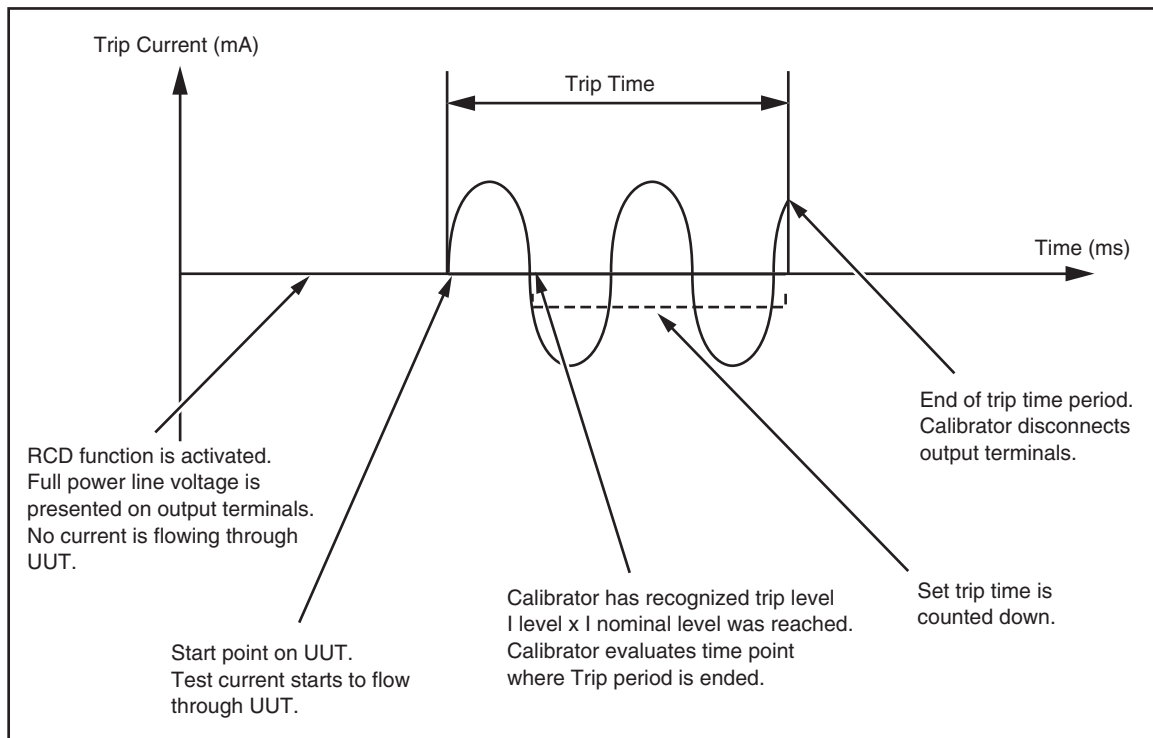 Trip Current (mA)
Trip Time
Time (ms)
RCD function is activated.
Full power line voltage is
presented on output terminals.
No current is flowing through
UUT.
Start point on UUT.
Test current starts to flow
through UUT.
Calibrator has recognized trip level
I level x I nominal level was reached.
Calibrator evaluates time point
where Trip period is ended.
Set trip time is
counted down.
End of trip time period.
Calibrator disconnects
output terminals.